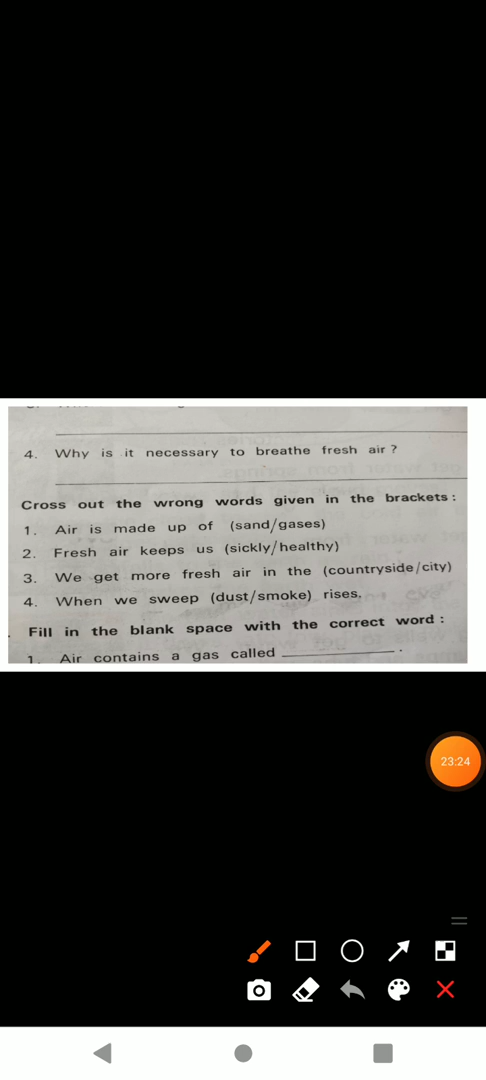 4. Why is it necessary to breathe fresh air ?
Cross out the wrong words given in the brackets :
1. Air is made up of (sand/gases)
2. Fresh air keeps us (sickly/healthy)
3. We get more fresh air in the (countryside/city)
4. When we sweep (dust/smoke) rises.
Fill in the blank space with the correct word :
1. Air contains a gas called ____________ .
23:24